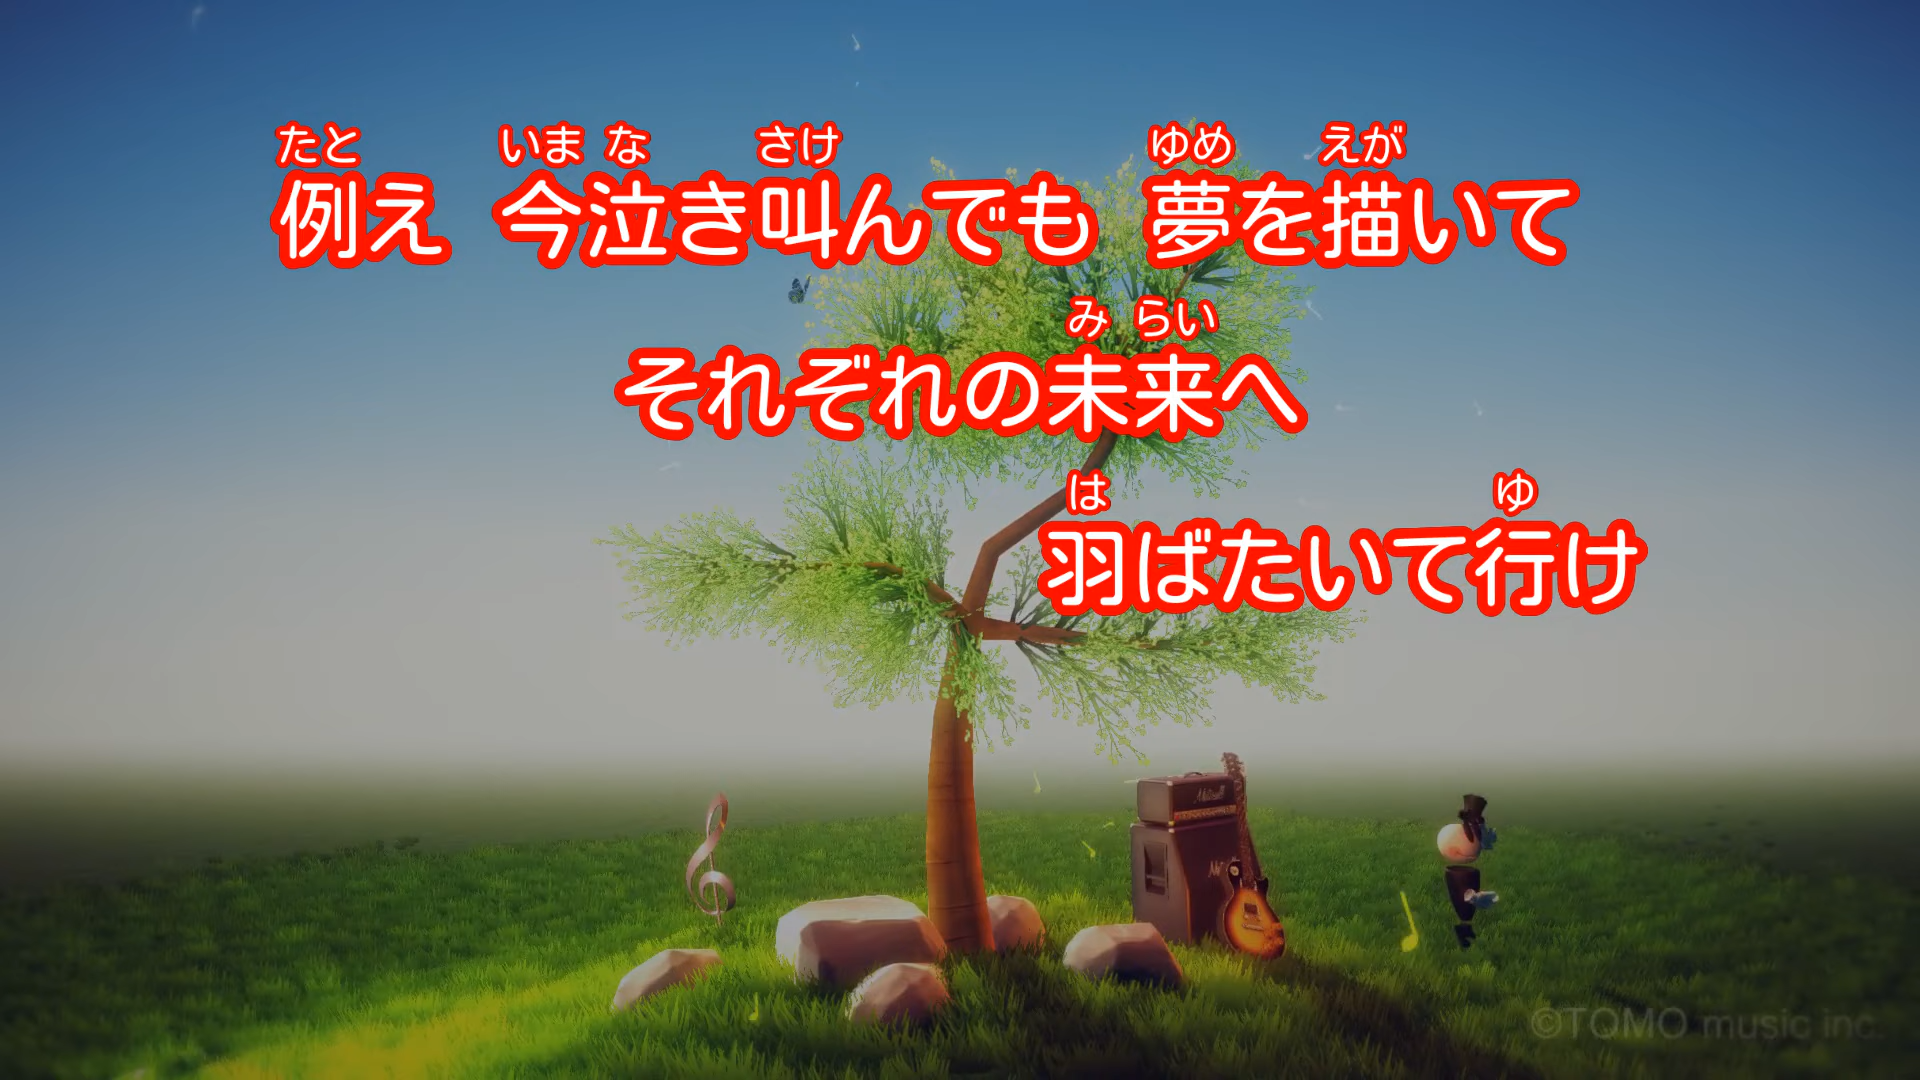 たと いま な さけ ゆめ えが
例え 今泣き叫んでも 夢を描いて
み らい
それぞれの未来へ
は ゆ
羽ばたいて行け
©TOMO music inc.